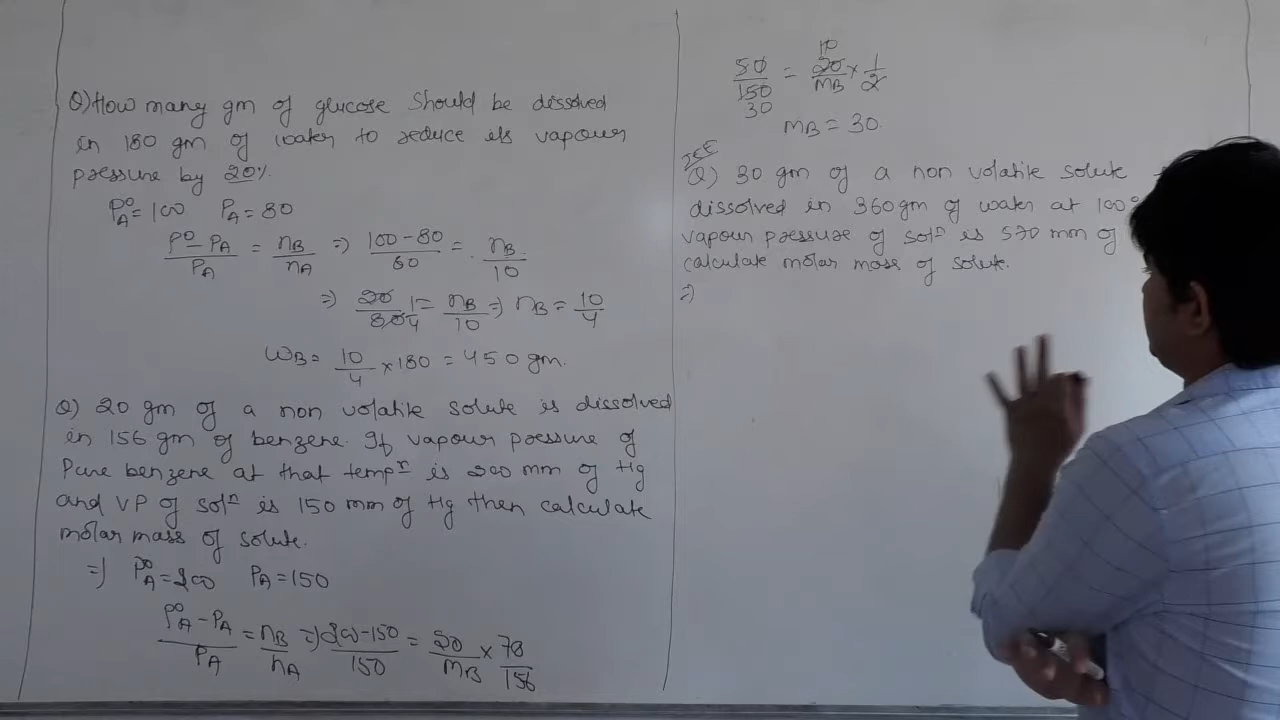 Q) How many gm of glucose should be dissolved
in 180 gm of water to reduce its vapour
pressure by 20%.
P°A = 100 PA = 80
P° - PA / PA = nB / nA => 100 - 80 / 80 = nB / 10
=> 20 / 80 1 / 4 = nB / 10 => nB = 10 / 4
WB = 10 / 4 × 180 = 450 gm.
Q) 20 gm of a non volatile solute is dissolved
in 156 gm of benzene. If vapour pressure of
Pure benzene at that tempr is 200 mm of Hg
and VP of soln is 150 mm of Hg then calculate
molar mass of solute.
=) P°A = 200 PA = 150
P°A - PA / PA = nB / nA => 200 - 150 / 150 = 20 / MB × 78 / 156
50 / 150 30 = 20 10 / MB × 1 / 2
MB = 30.
JEE
Q) 30 gm of a non volatile solute
dissolved in 360 gm of water at 100°
vapour pressure of soln is 570 mm of
calculate molar mass of solute.
=)